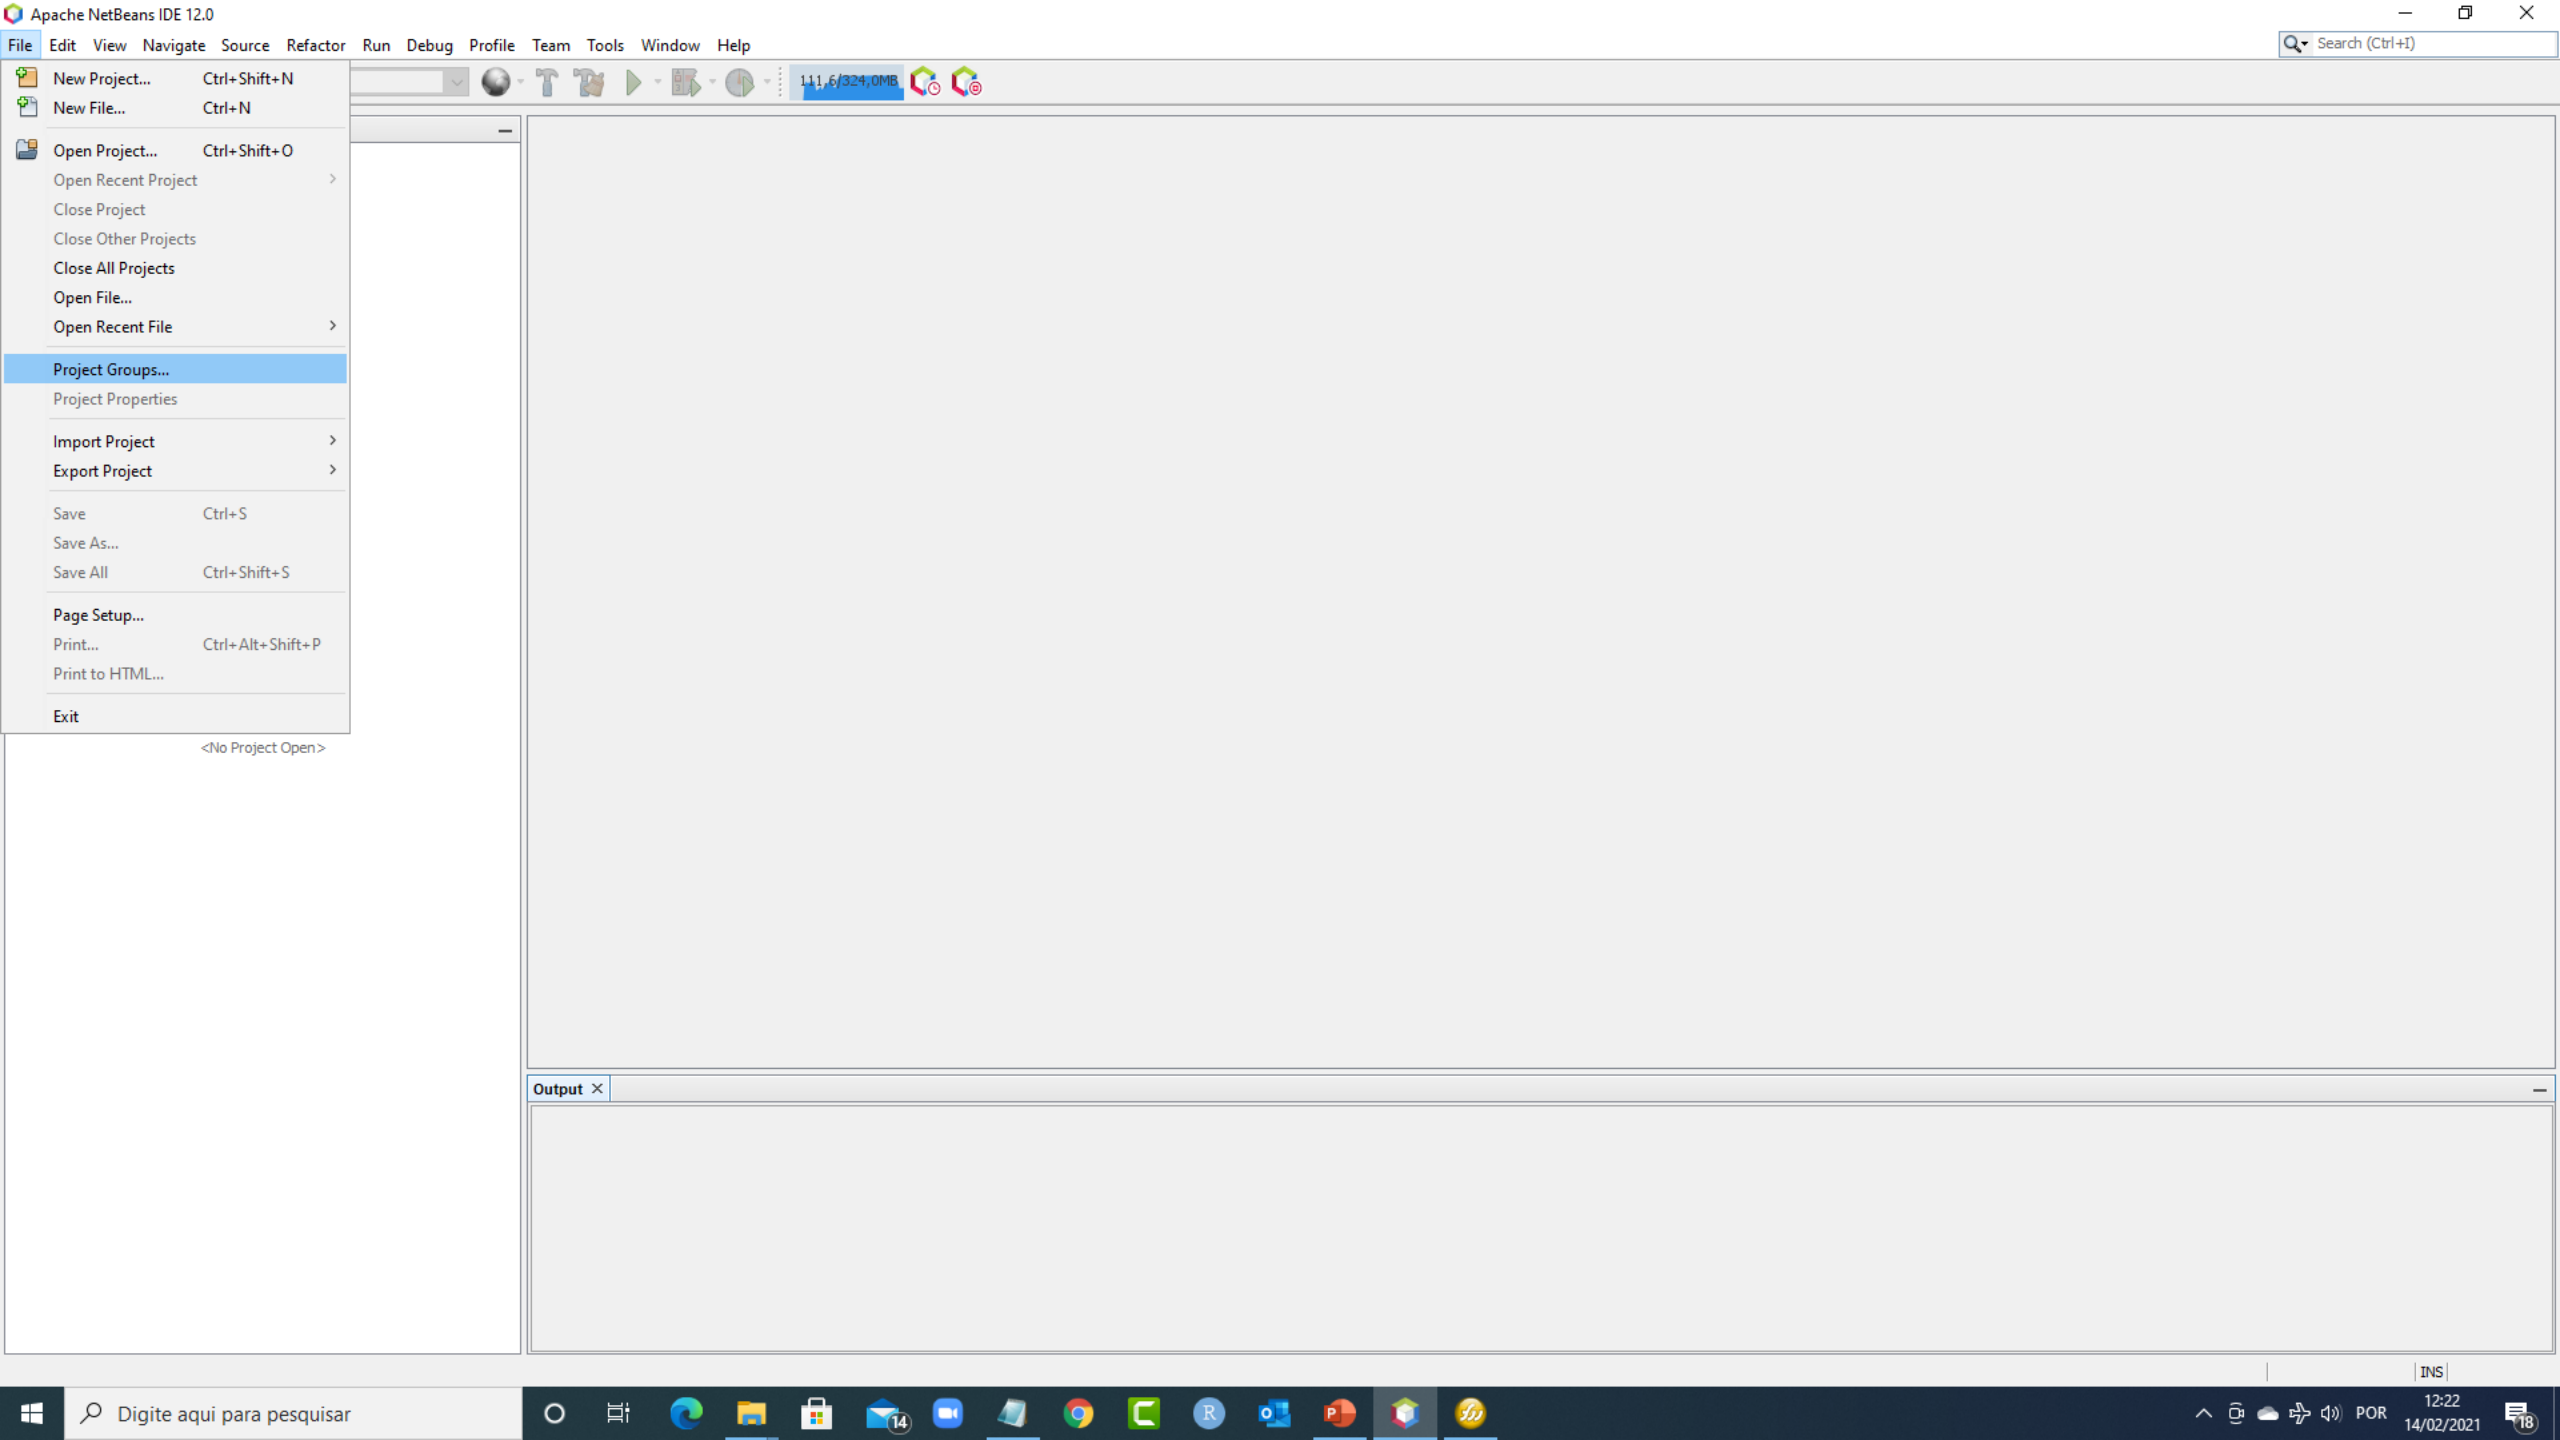 Apache NetBeans IDE 12.0
File Edit View Navigate Source Refactor Run Debug Profile Team Tools Window Help
Search (Ctrl+I)
New Project... Ctrl+Shift+N
New File... Ctrl+N
111,6/324,0MB
Open Project... Ctrl+Shift+O
Open Recent Project
Close Project
Close Other Projects
Close All Projects
Open File...
Open Recent File
Project Groups...
Project Properties
Import Project
Export Project
Save Ctrl+S
Save As...
Save All Ctrl+Shift+S
Page Setup...
Print... Ctrl+Alt+Shift+P
Print to HTML...
Exit
<No Project Open>
Output
INS
Digite aqui para pesquisar
14
R
POR
12:22
14/02/2021
18